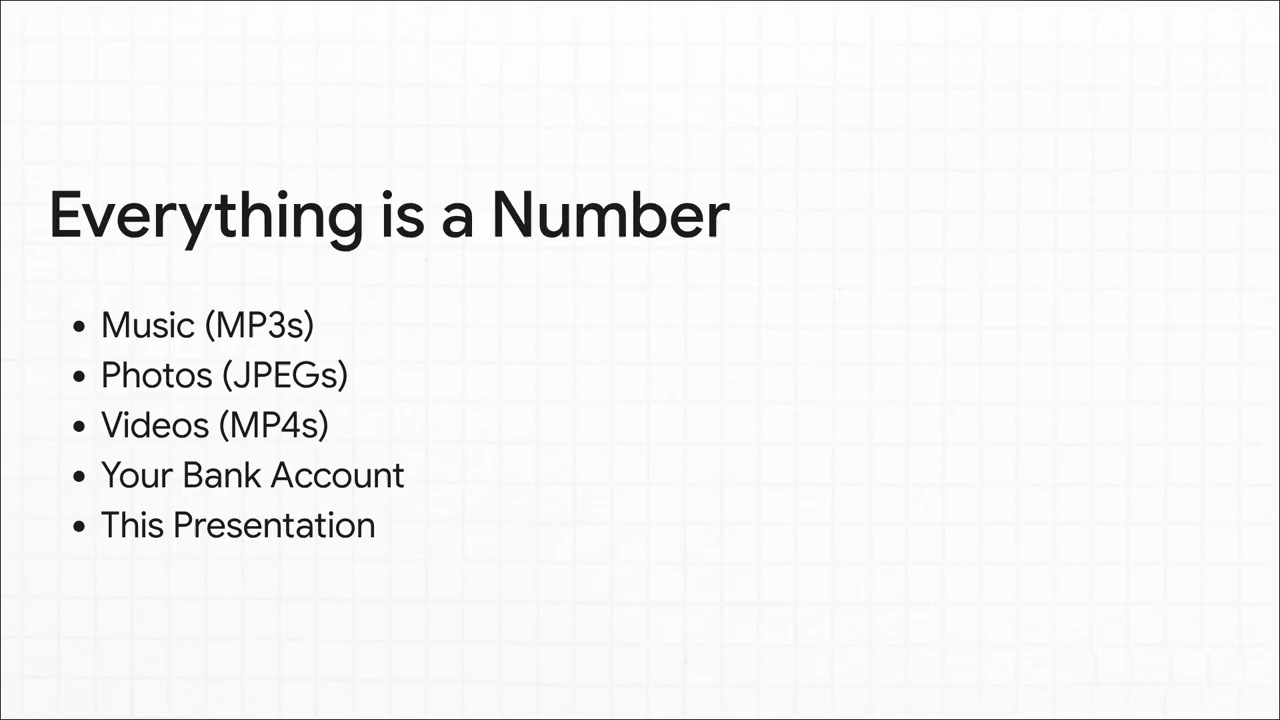 Everything is a Number
• Music (MP3s)
• Photos (JPEGs)
• Videos (MP4s)
• Your Bank Account
• This Presentation